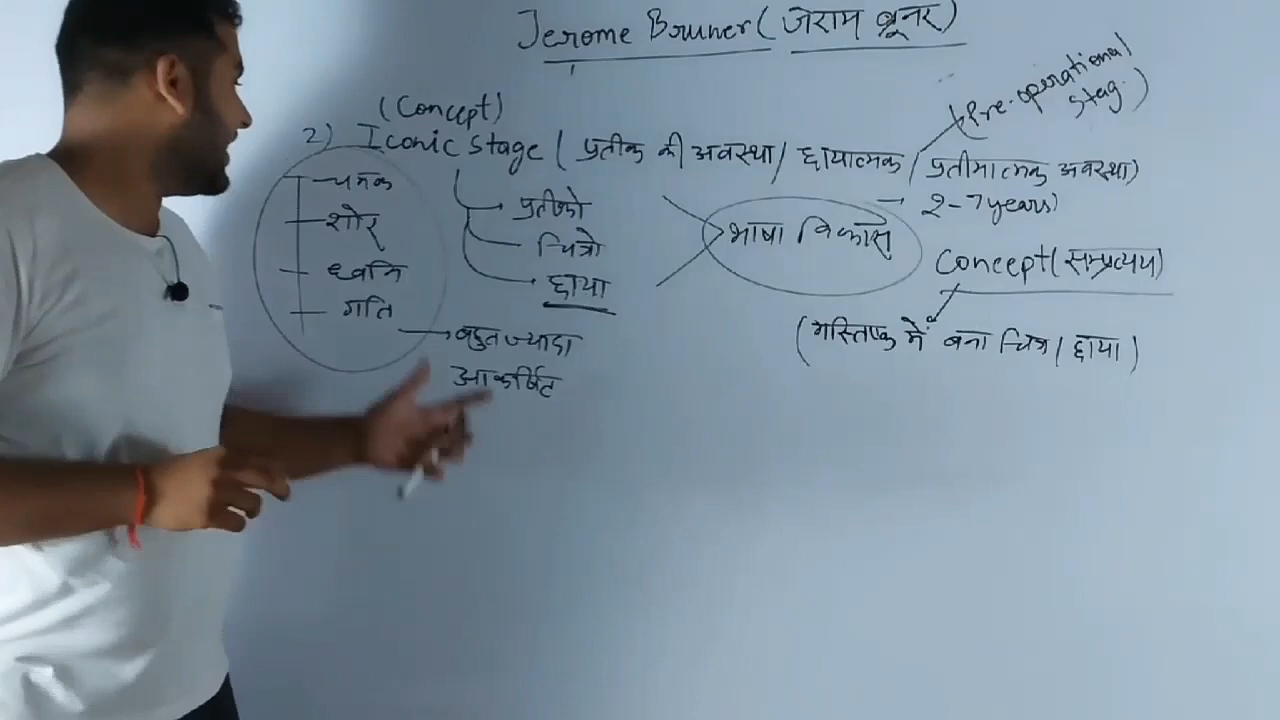 Jerome Bruner (जेराम ब्रूनर)
(Pre-operational
Stag.)
(Concept)
2) Iconic Stage ( प्रतीक की अवस्था / छायात्मक / प्रतीमात्मक अवस्था)
→ 2-7 years)
चमक
शोर
ध्वनि
गति
प्रतीको
चित्रो
छाया
भाषा विकास
Concept (सम्प्रत्यय)
(मस्तिष्क में बना चित्र / छाया)
→ बहुत ज्यादा
आकर्षित